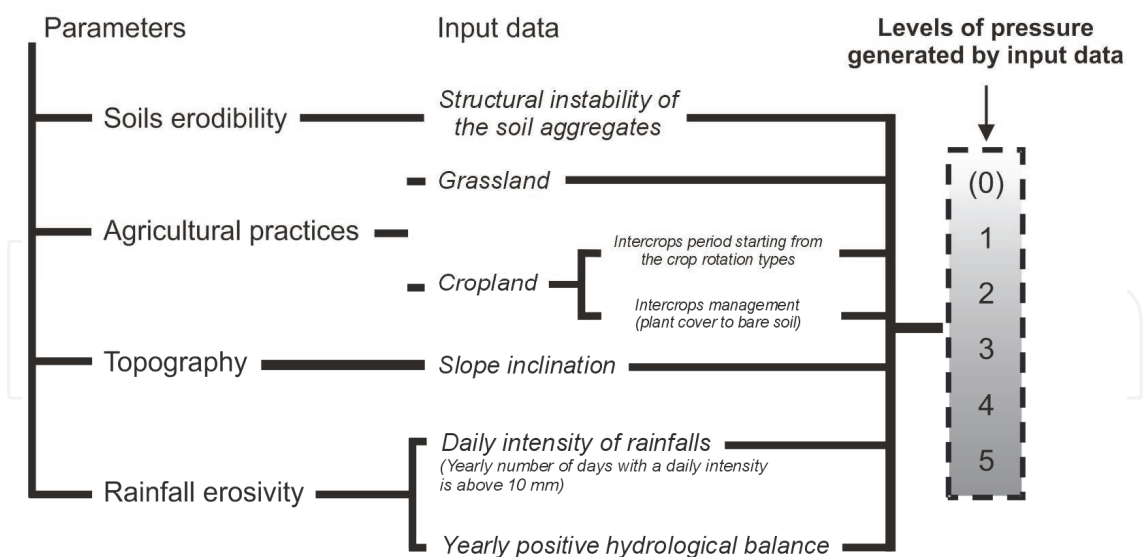 Parameters
Input data
Levels of pressure
generated by input data
Soils erodibility
Structural instability of
the soil aggregates
Agricultural practices
Grassland
Cropland
Intercrops period starting from
the crop rotation types
Intercrops management
(plant cover to bare soil)
Topography
Slope inclination
Rainfall erosivity
Daily intensity of rainfalls
(Yearly number of days with a daily intensity
is above 10 mm)
Yearly positive hydrological balance
(0)
1
2
3
4
5